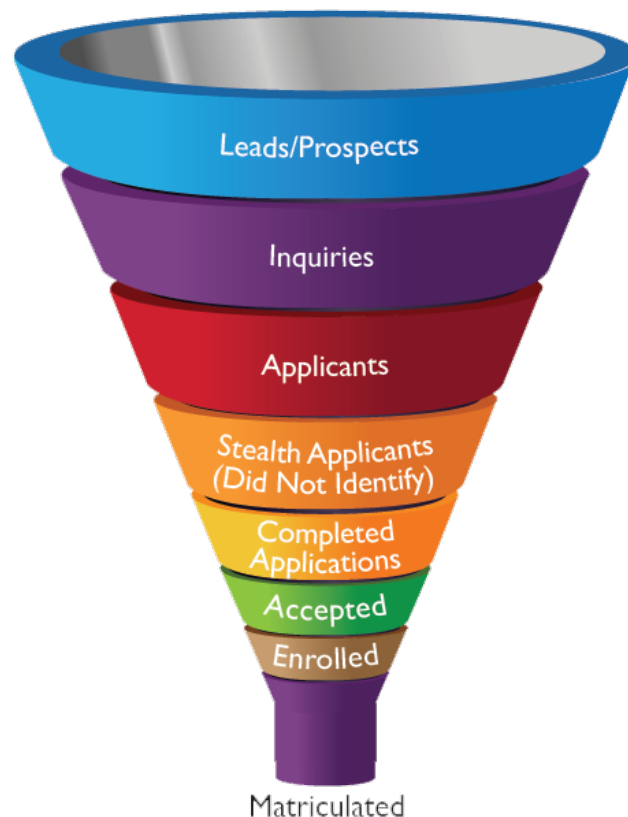 Leads/Prospects
Inquiries
Applicants
Stealth Applicants
(Did Not Identify)
Completed
Applications
Accepted
Enrolled
Matriculated